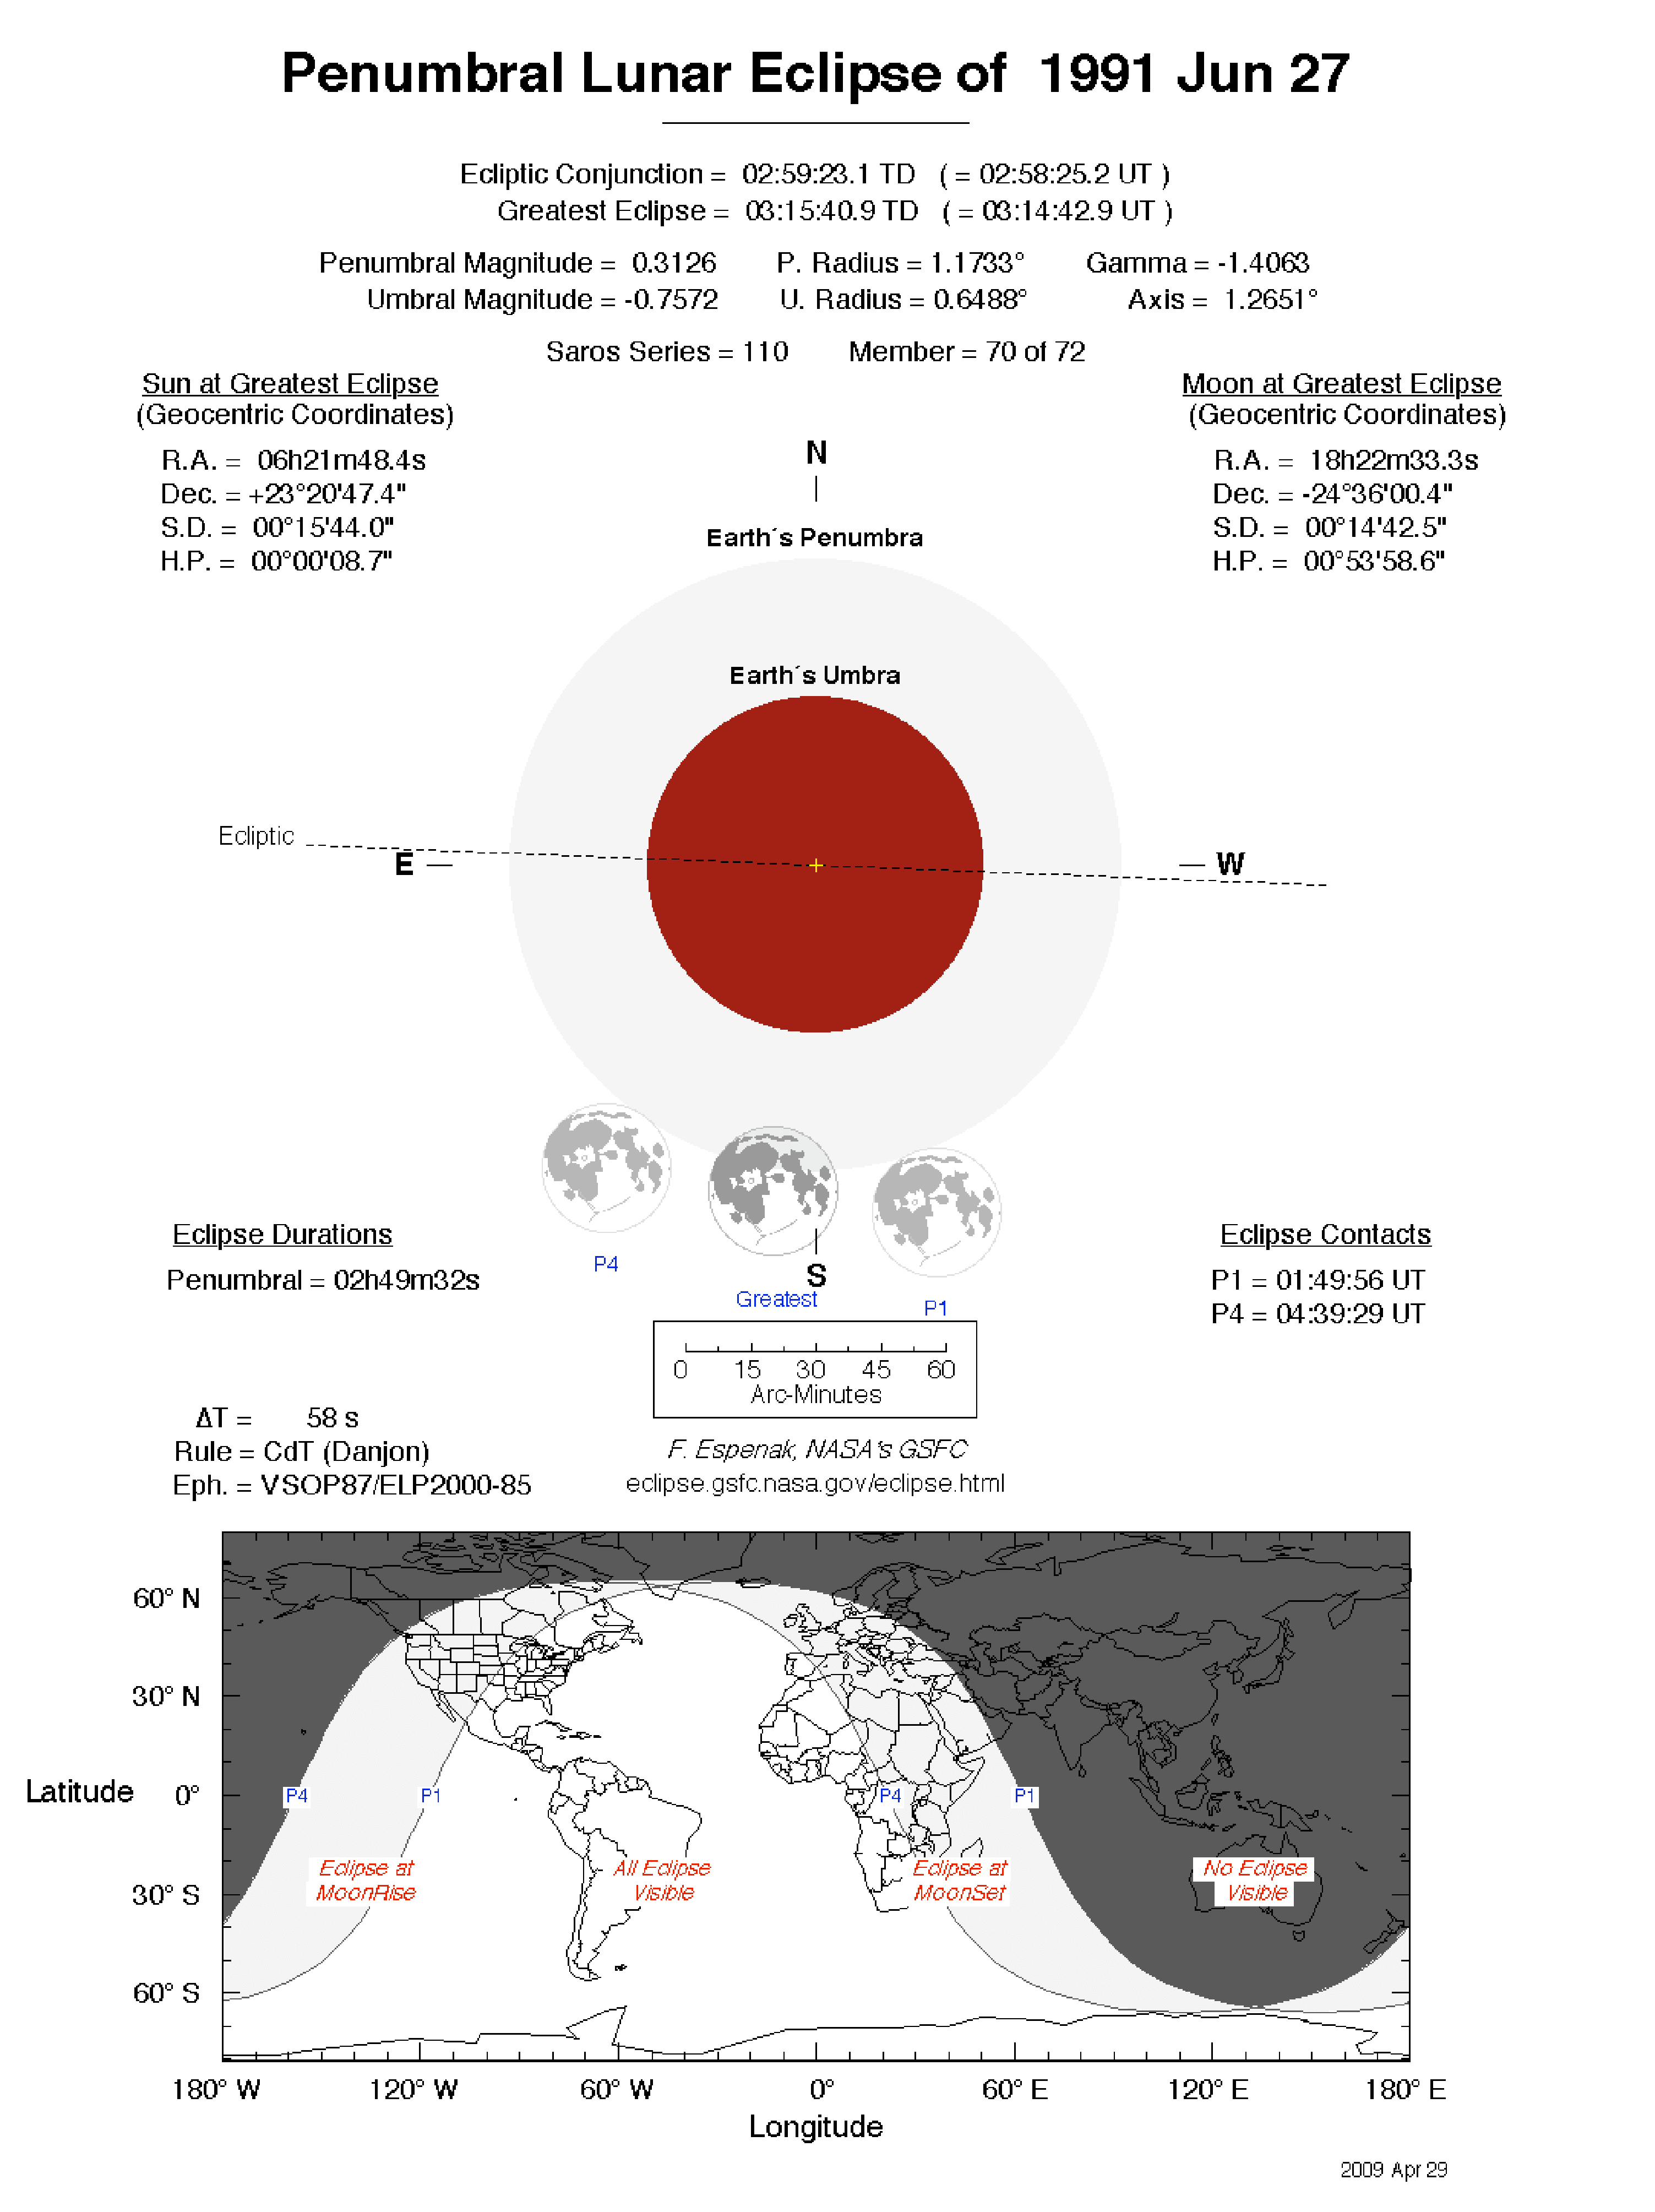 Penumbral Lunar Eclipse of 1991 Jun 27
Ecliptic Conjunction = 02:59:23.1 TD ( = 02:58:25.2 UT )
Greatest Eclipse = 03:15:40.9 TD ( = 03:14:42.9 UT )
Penumbral Magnitude = 0.3126 P. Radius = 1.1733° Gamma = -1.4063
Umbral Magnitude = -0.7572 U. Radius = 0.6488° Axis = 1.2651°
Saros Series = 110 Member = 70 of 72
Sun at Greatest Eclipse
(Geocentric Coordinates)
R.A. = 06h21m48.4s
Dec. = +23°20'47.4"
S.D. = 00°15'44.0"
H.P. = 00°00'08.7"
Moon at Greatest Eclipse
(Geocentric Coordinates)
R.A. = 18h22m33.3s
Dec. = -24°36'00.4"
S.D. = 00°14'42.5"
H.P. = 00°53'58.6"
N
Earth´s Penumbra
Earth´s Umbra
Ecliptic
E
W
P4
S
Greatest
P1
Eclipse Durations
Penumbral = 02h49m32s
Eclipse Contacts
P1 = 01:49:56 UT
P4 = 04:39:29 UT
0 15 30 45 60
Arc-Minutes
ΔT = 58 s
Rule = CdT (Danjon)
Eph. = VSOP87/ELP2000-85
F. Espenak, NASA's GSFC
eclipse.gsfc.nasa.gov/eclipse.html
60° N
30° N
Latitude 0°
30° S
60° S
P4 P1 P4 P1
Eclipse at MoonRise
All Eclipse Visible
Eclipse at MoonSet
No Eclipse Visible
180° W 120° W 60° W 0° 60° E 120° E 180° E
Longitude
2009 Apr 29